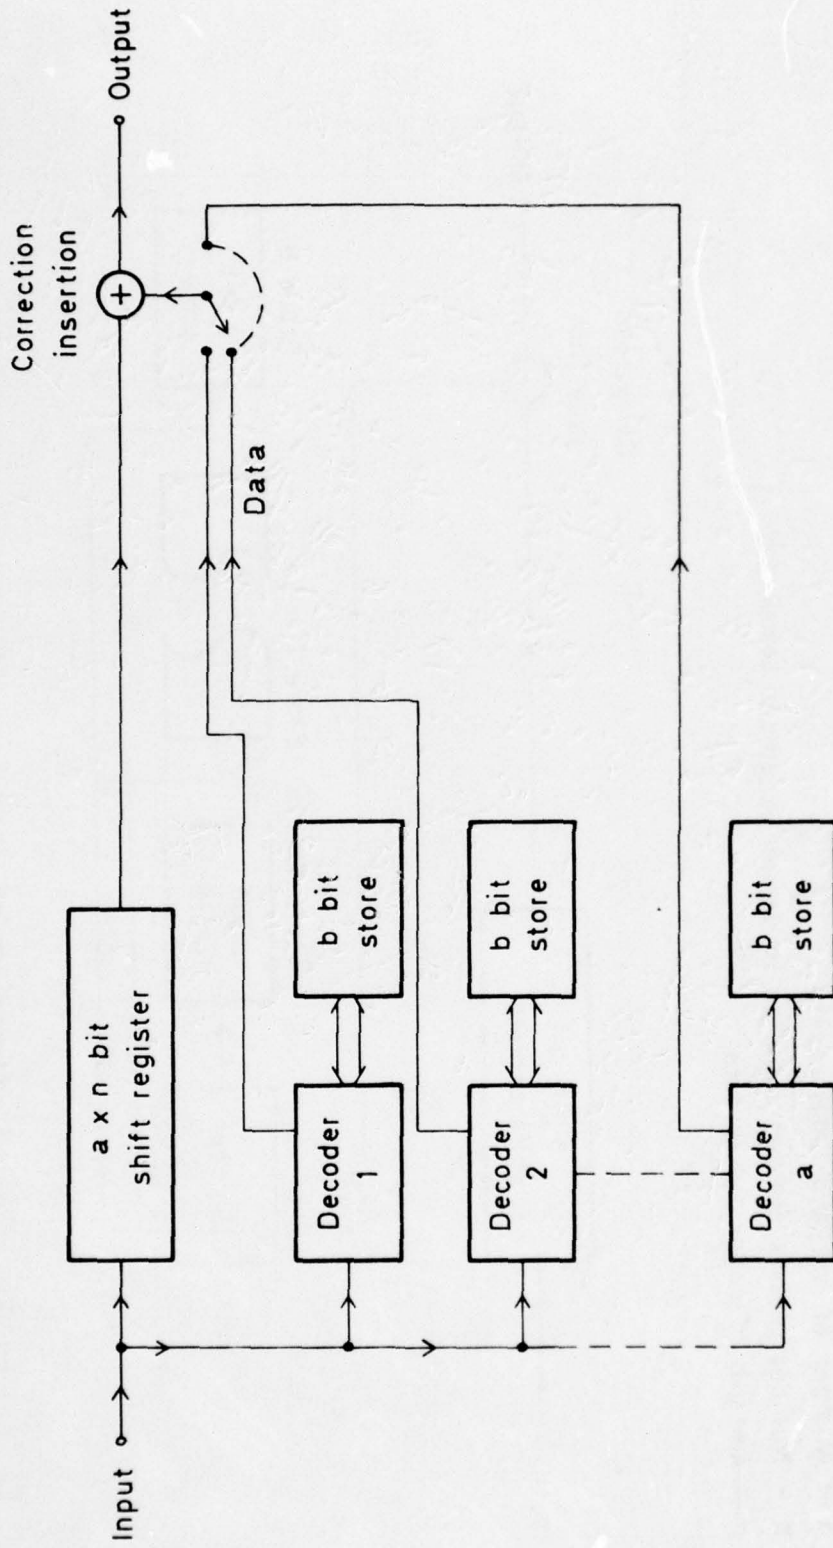 Input
a x n bit
shift register
Correction
insertion
+
Output
Data
Decoder
1
b bit
store
Decoder
2
b bit
store
Decoder
a
b bit
store